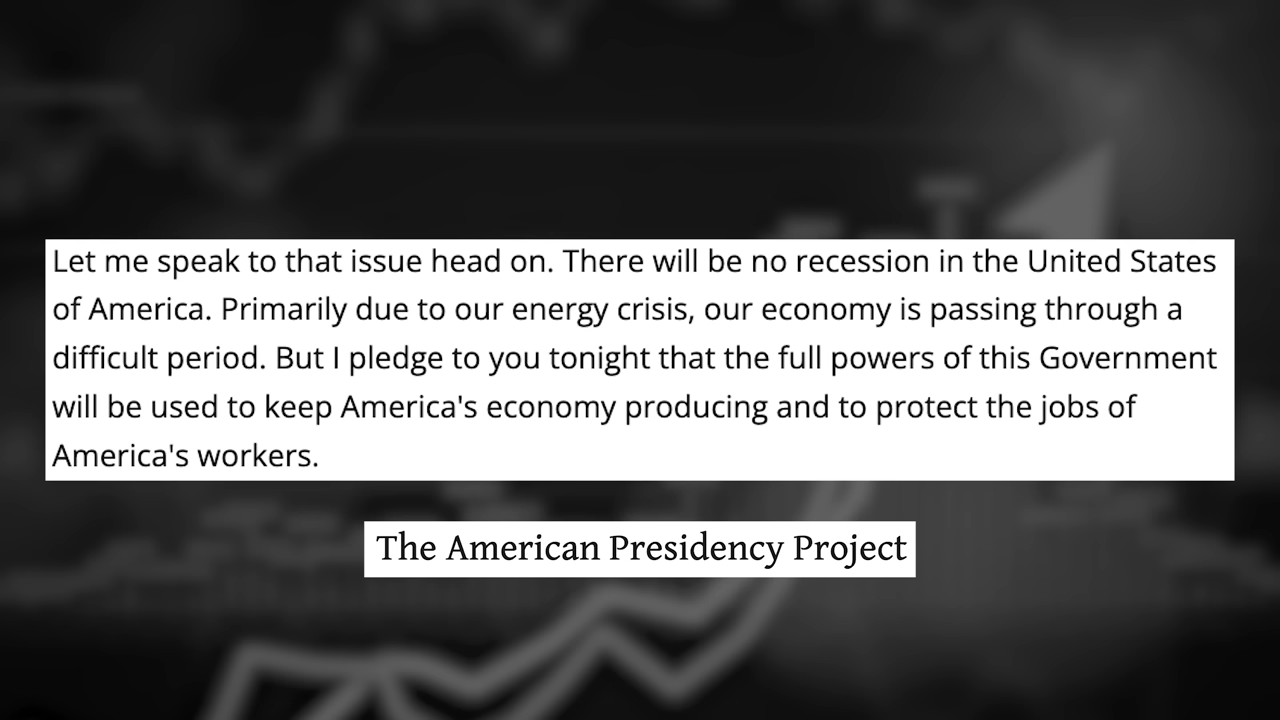 Let me speak to that issue head on. There will be no recession in the United States
of America. Primarily due to our energy crisis, our economy is passing through a
difficult period. But I pledge to you tonight that the full powers of this Government
will be used to keep America's economy producing and to protect the jobs of
America's workers.
The American Presidency Project